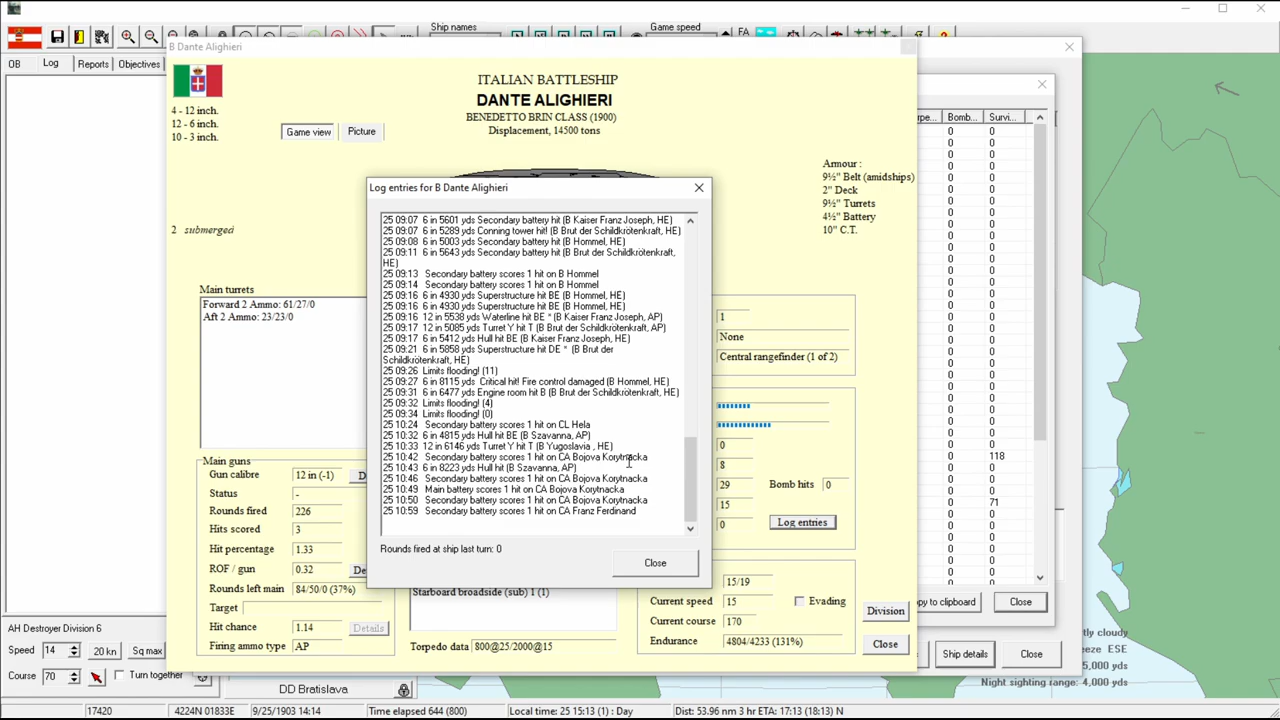 Ship names
Game speed
FA
OB
Log
Reports
Objectives
B Dante Alighieri
ITALIAN BATTLESHIP
DANTE ALIGHIERI
BENEDETTO BRIN CLASS (1900)
Displacement, 14500 tons
4 - 12 inch.
12 - 6 inch.
10 - 3 inch.
Game view
Picture
2 submerged
Armour :
9½" Belt (amidships)
2" Deck
9½" Turrets
4½" Battery
10" C.T.
Main turrets
Forward 2 Ammo: 61/27/0
Aft 2 Ammo: 23/23/0
Log entries for B Dante Alighieri
25 09:07 6 in 5601 yds Secondary battery hit (B Kaiser Franz Joseph, HE)
25 09:07 6 in 5289 yds Conning tower hit! (B Brut der Schildkrötenkraft, HE)
25 09:08 6 in 5003 yds Secondary battery hit (B Hommel, HE)
25 09:11 6 in 5643 yds Secondary battery hit (B Brut der Schildkrötenkraft,
HE)
25 09:13 Secondary battery scores 1 hit on B Hommel
25 09:14 Secondary battery scores 1 hit on B Hommel
25 09:16 6 in 4930 yds Superstructure hit BE (B Hommel, HE)
25 09:16 6 in 4930 yds Superstructure hit BE (B Hommel, HE)
25 09:16 12 in 5538 yds Waterline hit BE * (B Kaiser Franz Joseph, AP)
25 09:17 12 in 5085 yds Turret Y hit T (B Brut der Schildkrötenkraft, AP)
25 09:17 6 in 5412 yds Hull hit BE (B Kaiser Franz Joseph, HE)
25 09:21 6 in 5858 yds Superstructure hit DE * (B Brut der
Schildkrötenkraft, HE)
25 09:26 Limits flooding! (11)
25 09:27 6 in 8115 yds Critical hit! Fire control damaged (B Hommel, HE)
25 09:31 6 in 6477 yds Engine room hit B (B Brut der Schildkrötenkraft, HE)
25 09:32 Limits flooding! (4)
25 09:34 Limits flooding! (0)
25 10:24 Secondary battery scores 1 hit on CL Hela
25 10:32 6 in 4815 yds Hull hit BE (B Szavanna, AP)
25 10:33 12 in 6146 yds Turret Y hit T (B Yugoslavia , HE)
25 10:42 Secondary battery scores 1 hit on CA Bojova Korytnacka
25 10:43 6 in 8223 yds Hull hit (B Szavanna, AP)
25 10:46 Secondary battery scores 1 hit on CA Bojova Korytnacka
25 10:49 Main battery scores 1 hit on CA Bojova Korytnacka
25 10:50 Secondary battery scores 1 hit on CA Bojova Korytnacka
25 10:59 Secondary battery scores 1 hit on CA Franz Ferdinand
Rounds fired at ship last turn: 0
Close
Main guns
Gun calibre 12 in (-1)
Status -
Rounds fired 226
Hits scored 3
Hit percentage 1.33
ROF / gun 0.32
Rounds left main 84/50/0 (37%)
Target
Hit chance 1.14 Details
Firing ammo type AP
Starboard broadside (sub) 1 (1)
Torpedo data 800@25/2000@15
1
None
Central rangefinder (1 of 2)
0
8
29 Bomb hits 0
15
0 Log entries
15/19
Current speed 15 Evading
Current course 170
Endurance 4804/4233 (131%)
Division
Close
Bomb... Survi...
0 0
0 0
0 0
0 0
0 0
0 118
0 0
0 71
0 0
Close
Ship details
Close
Night sighting range: 4,000 yds
AH Destroyer Division 6
Speed 14 20 kn Sq max
Course 70 Turn together
DD Bratislava
17420 4224N 01833E 9/25/1903 14:14 Time elapsed 644 (800) Local time: 25 15:13 (1) : Day Dist: 53.96 nm 3 hr ETA: 17:13 (18:13) N